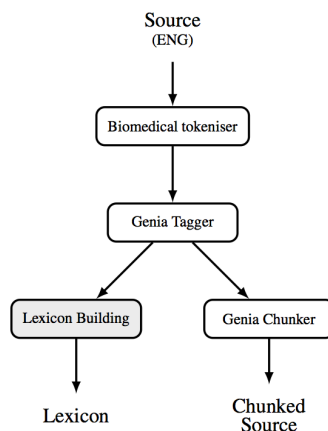 Source
(ENG)
Biomedical tokeniser
Genia Tagger
Lexicon Building
Genia Chunker
Lexicon
Chunked
Source